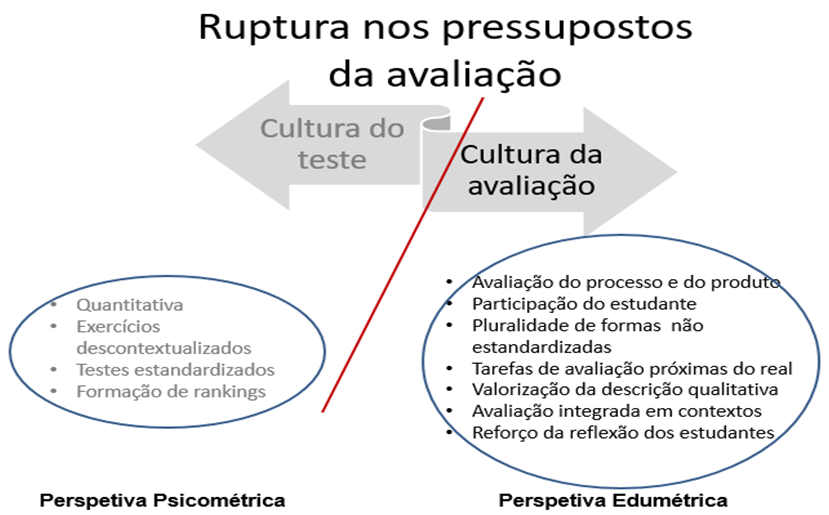 Ruptura nos pressupostos
da avaliação
Cultura do
teste
Cultura da
avaliação
• Quantitativa
• Exercícios
descontextualizados
• Testes estandardizados
• Formação de rankings
• Avaliação do processo e do produto
• Participação do estudante
• Pluralidade de formas não
estandardizadas
• Tarefas de avaliação próximas do real
• Valorização da descrição qualitativa
• Avaliação integrada em contextos
• Reforço da reflexão dos estudantes
Perspetiva Psicométrica
Perspetiva Edumétrica